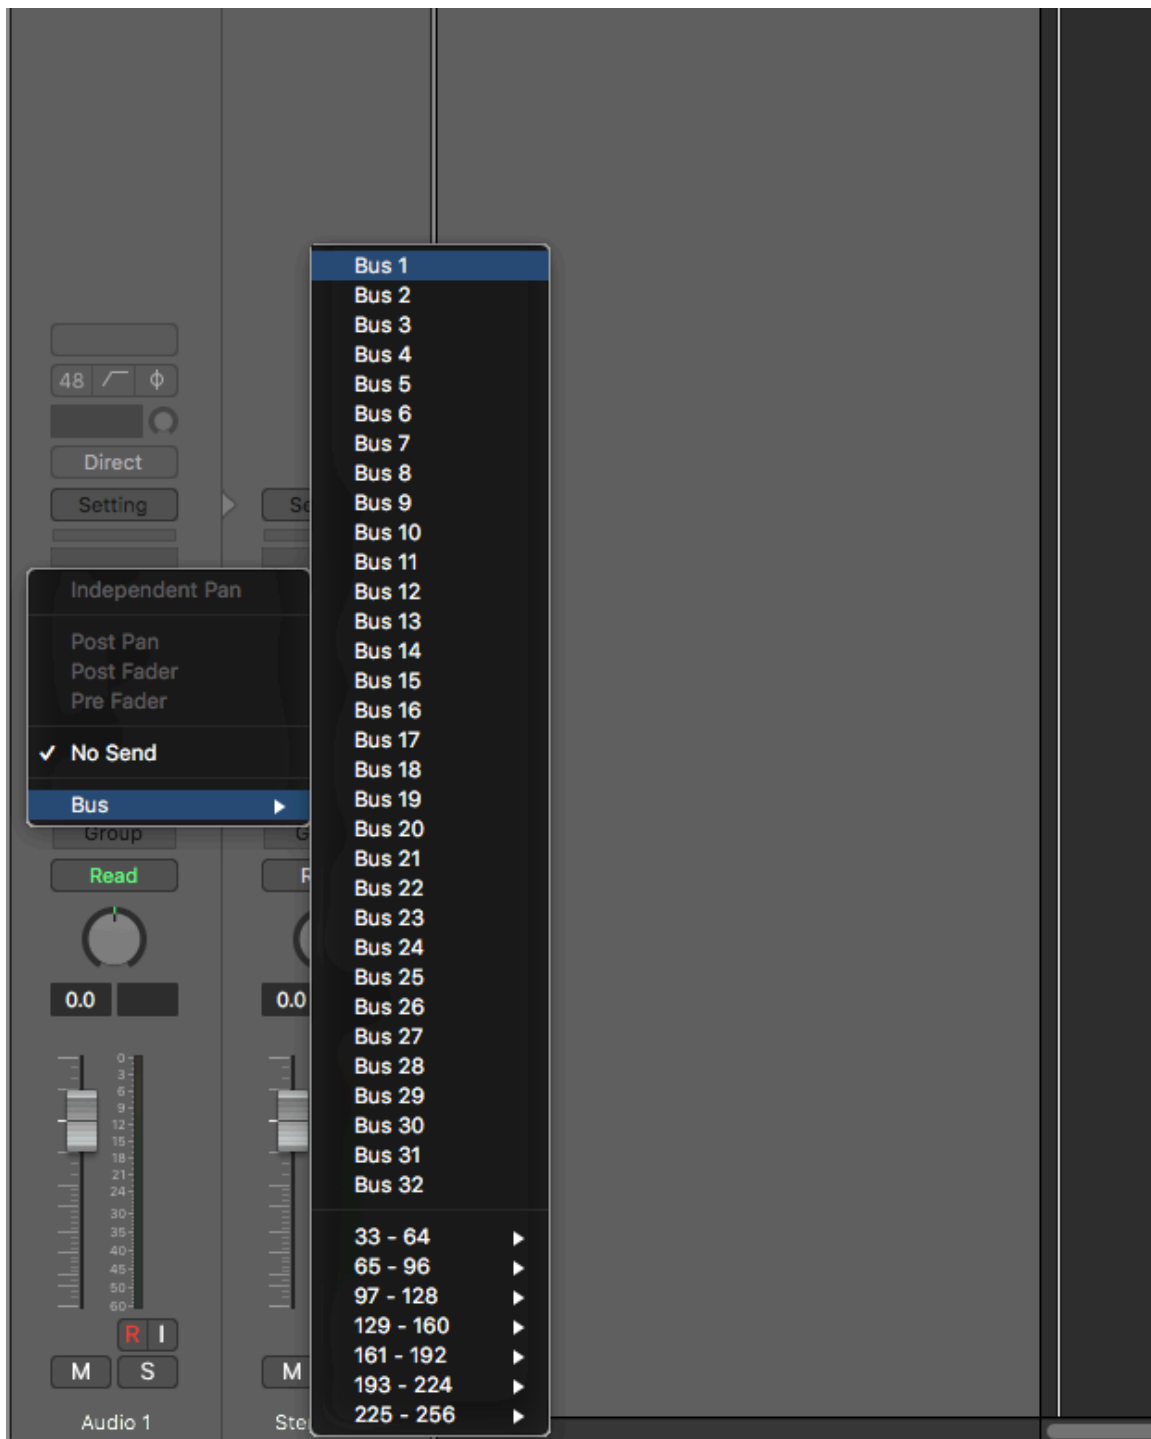 Bus 1
Bus 2
Bus 3
Bus 4
Bus 5
Bus 6
Bus 7
Bus 8
Bus 9
Bus 10
Bus 11
Bus 12
Bus 13
Bus 14
Bus 15
Bus 16
Bus 17
Bus 18
Bus 19
Bus 20
Bus 21
Bus 22
Bus 23
Bus 24
Bus 25
Bus 26
Bus 27
Bus 28
Bus 29
Bus 30
Bus 31
Bus 32
33 - 64
65 - 96
97 - 128
129 - 160
161 - 192
193 - 224
225 - 256
48
Direct
Setting
Independent Pan
Post Pan
Post Fader
Pre Fader
✓ No Send
Bus
Group
Read
0.0
0
3
6
9
12
15
18
21
24
30
35
40
45
50
60
R I
M S
Audio 1
0.0
M